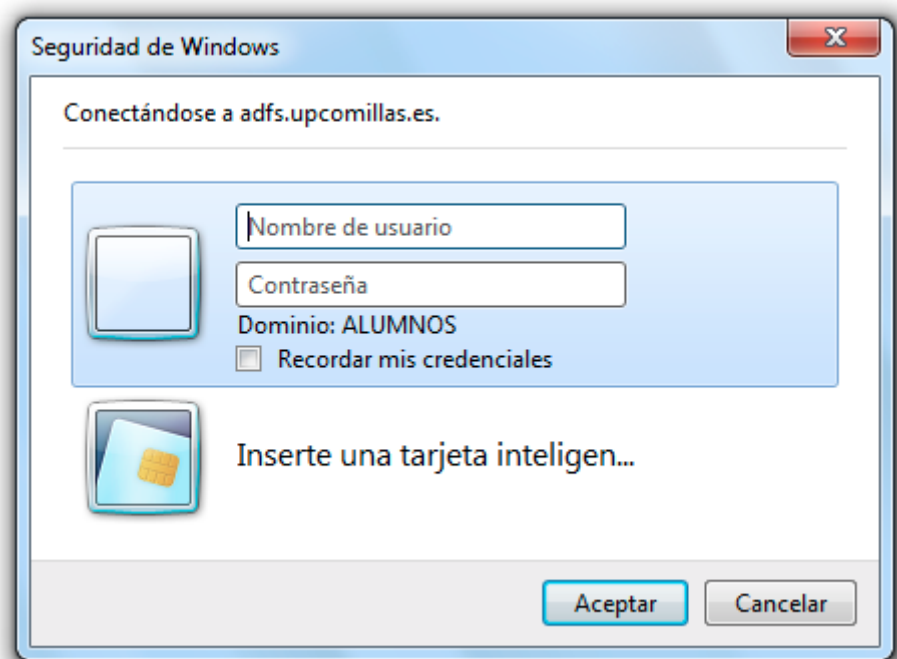 Seguridad de Windows
Conectándose a adfs.upcomillas.es.
Nombre de usuario
Contraseña
Dominio: ALUMNOS
Recordar mis credenciales
Inserte una tarjeta inteligen...
Aceptar
Cancelar